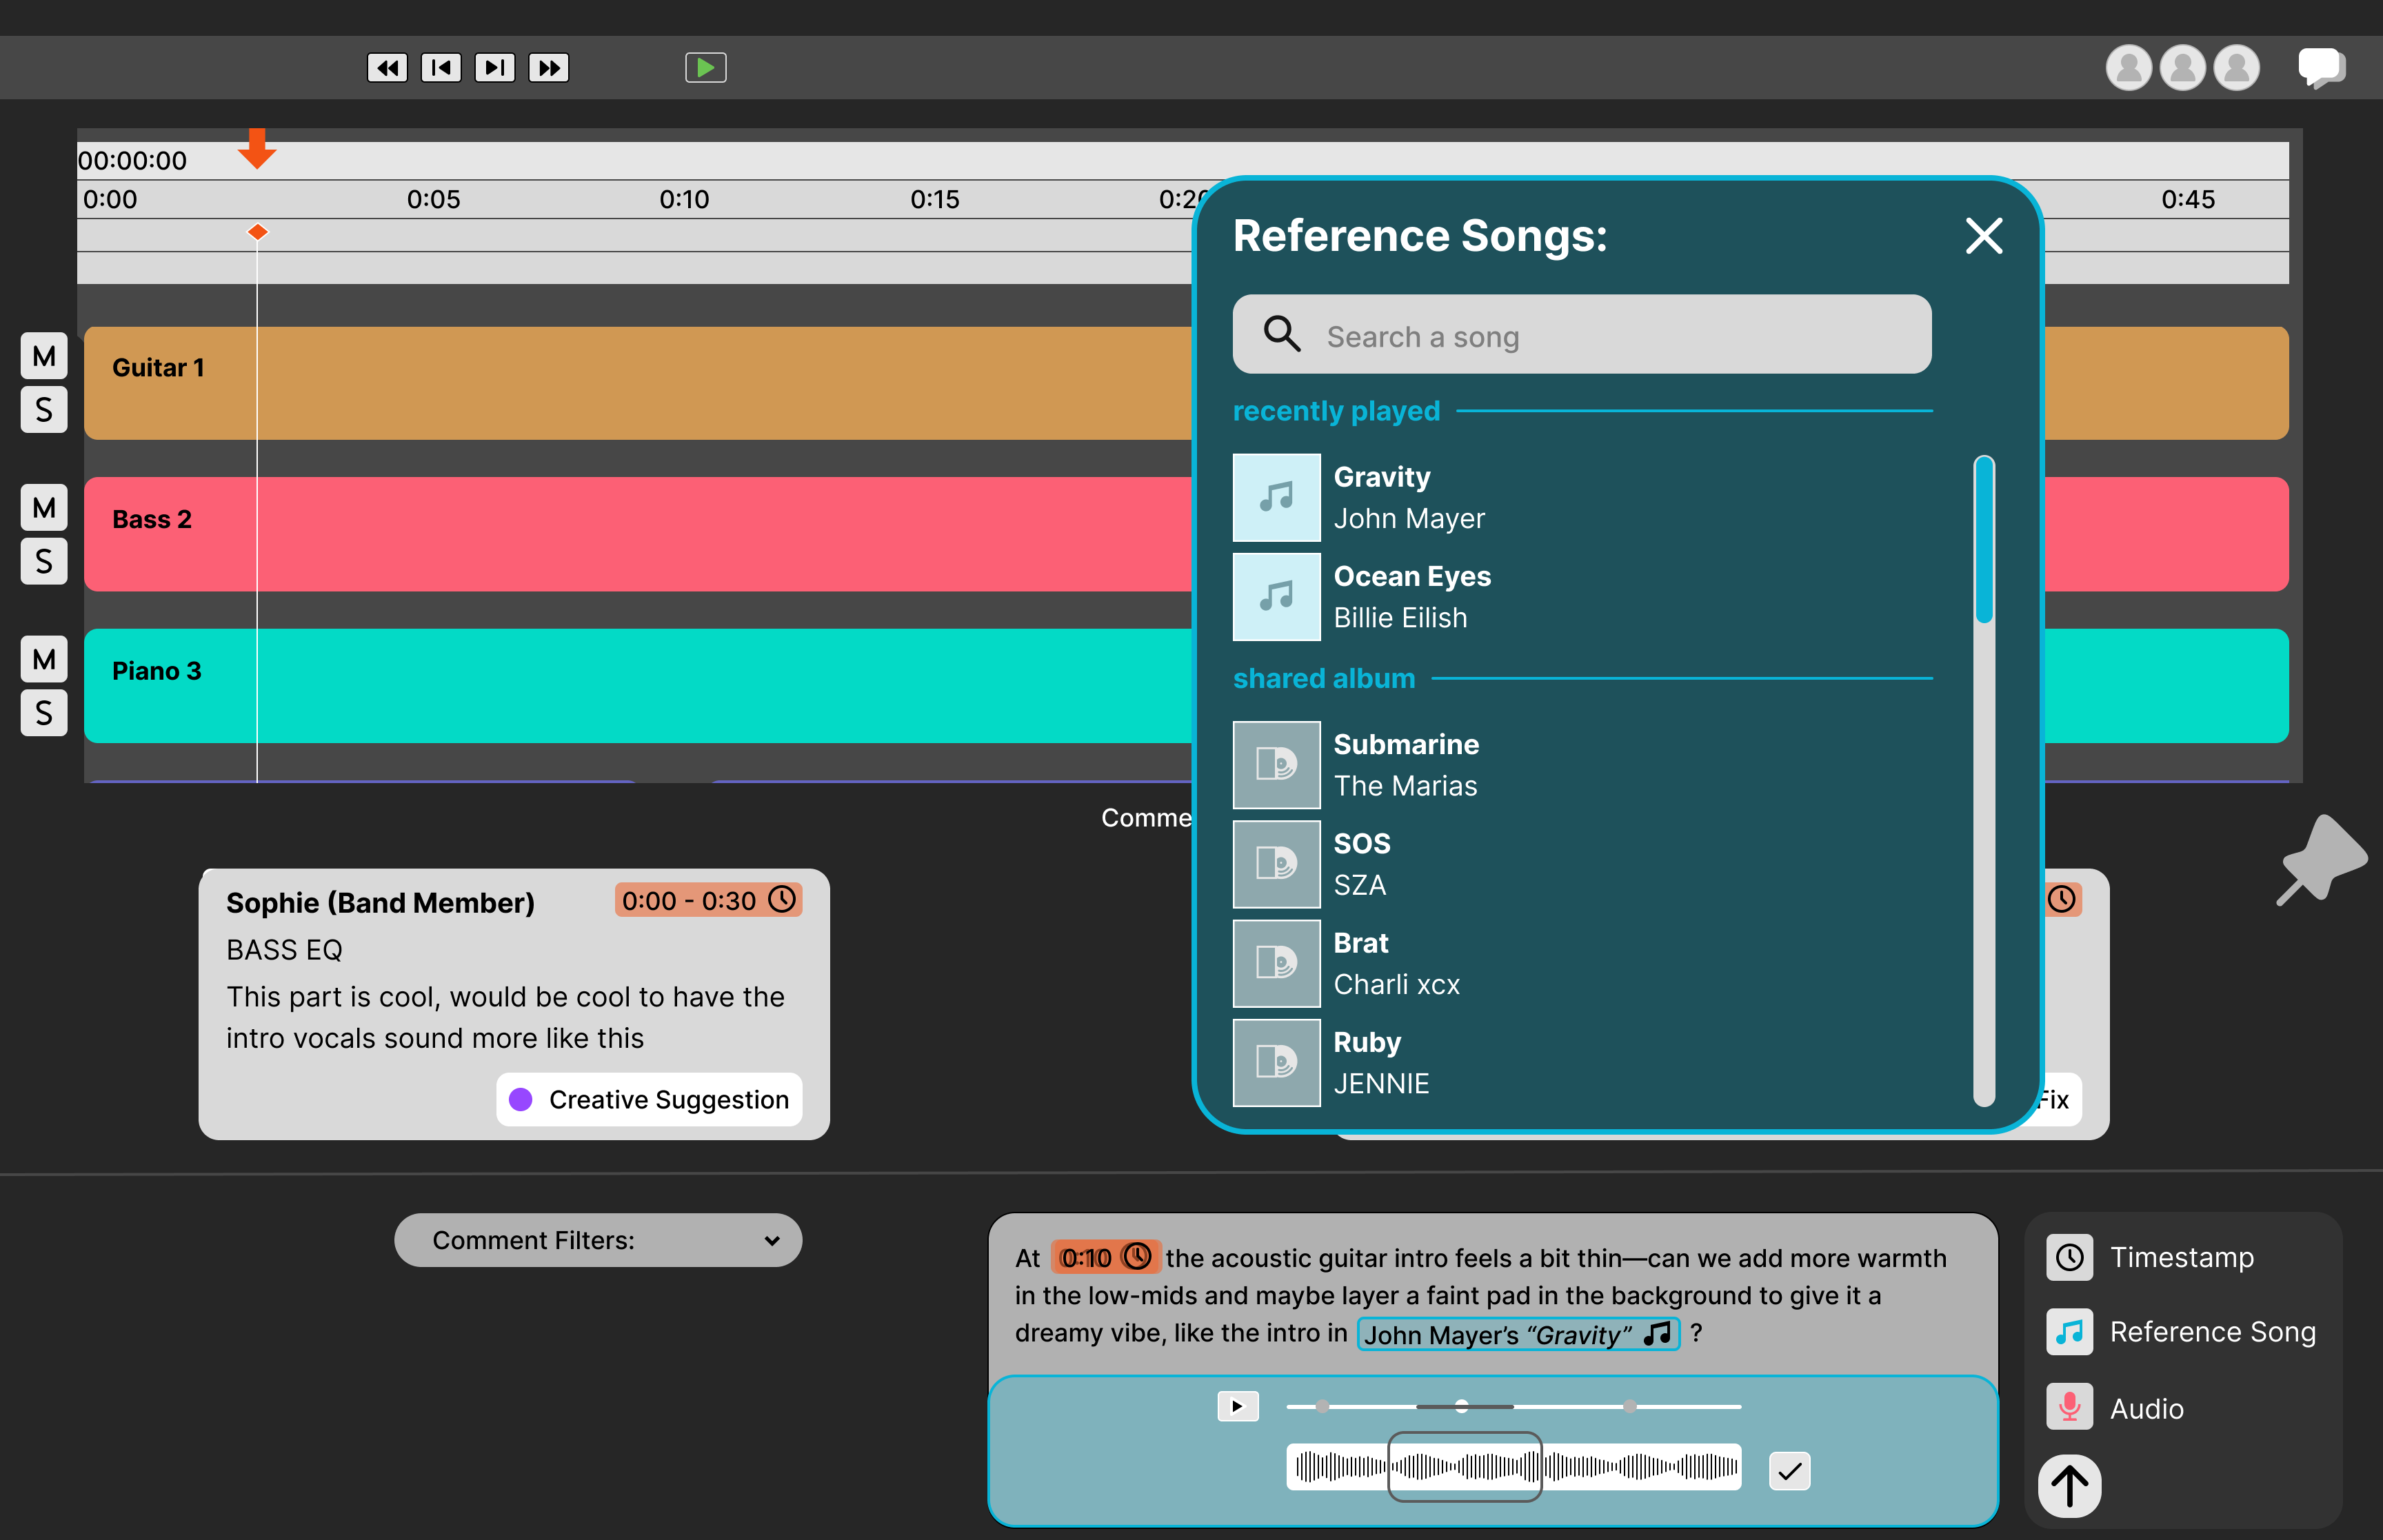 00:00:00
0:00 0:05 0:10 0:15 0:20 0:45
Reference Songs:
Search a song
recently played
Gravity
John Mayer
Ocean Eyes
Billie Eilish
shared album
Submarine
The Marias
SOS
SZA
Brat
Charli xcx
Ruby
JENNIE
M
Guitar 1
S
M
Bass 2
S
M
Piano 3
S
Comme
Sophie (Band Member) 0:00 - 0:30
BASS EQ
This part is cool, would be cool to have the
intro vocals sound more like this
Creative Suggestion
Fix
Comment Filters:
At 0:10 the acoustic guitar intro feels a bit thin—can we add more warmth
in the low-mids and maybe layer a faint pad in the background to give it a
dreamy vibe, like the intro in John Mayer’s “Gravity” ?
Timestamp
Reference Song
Audio